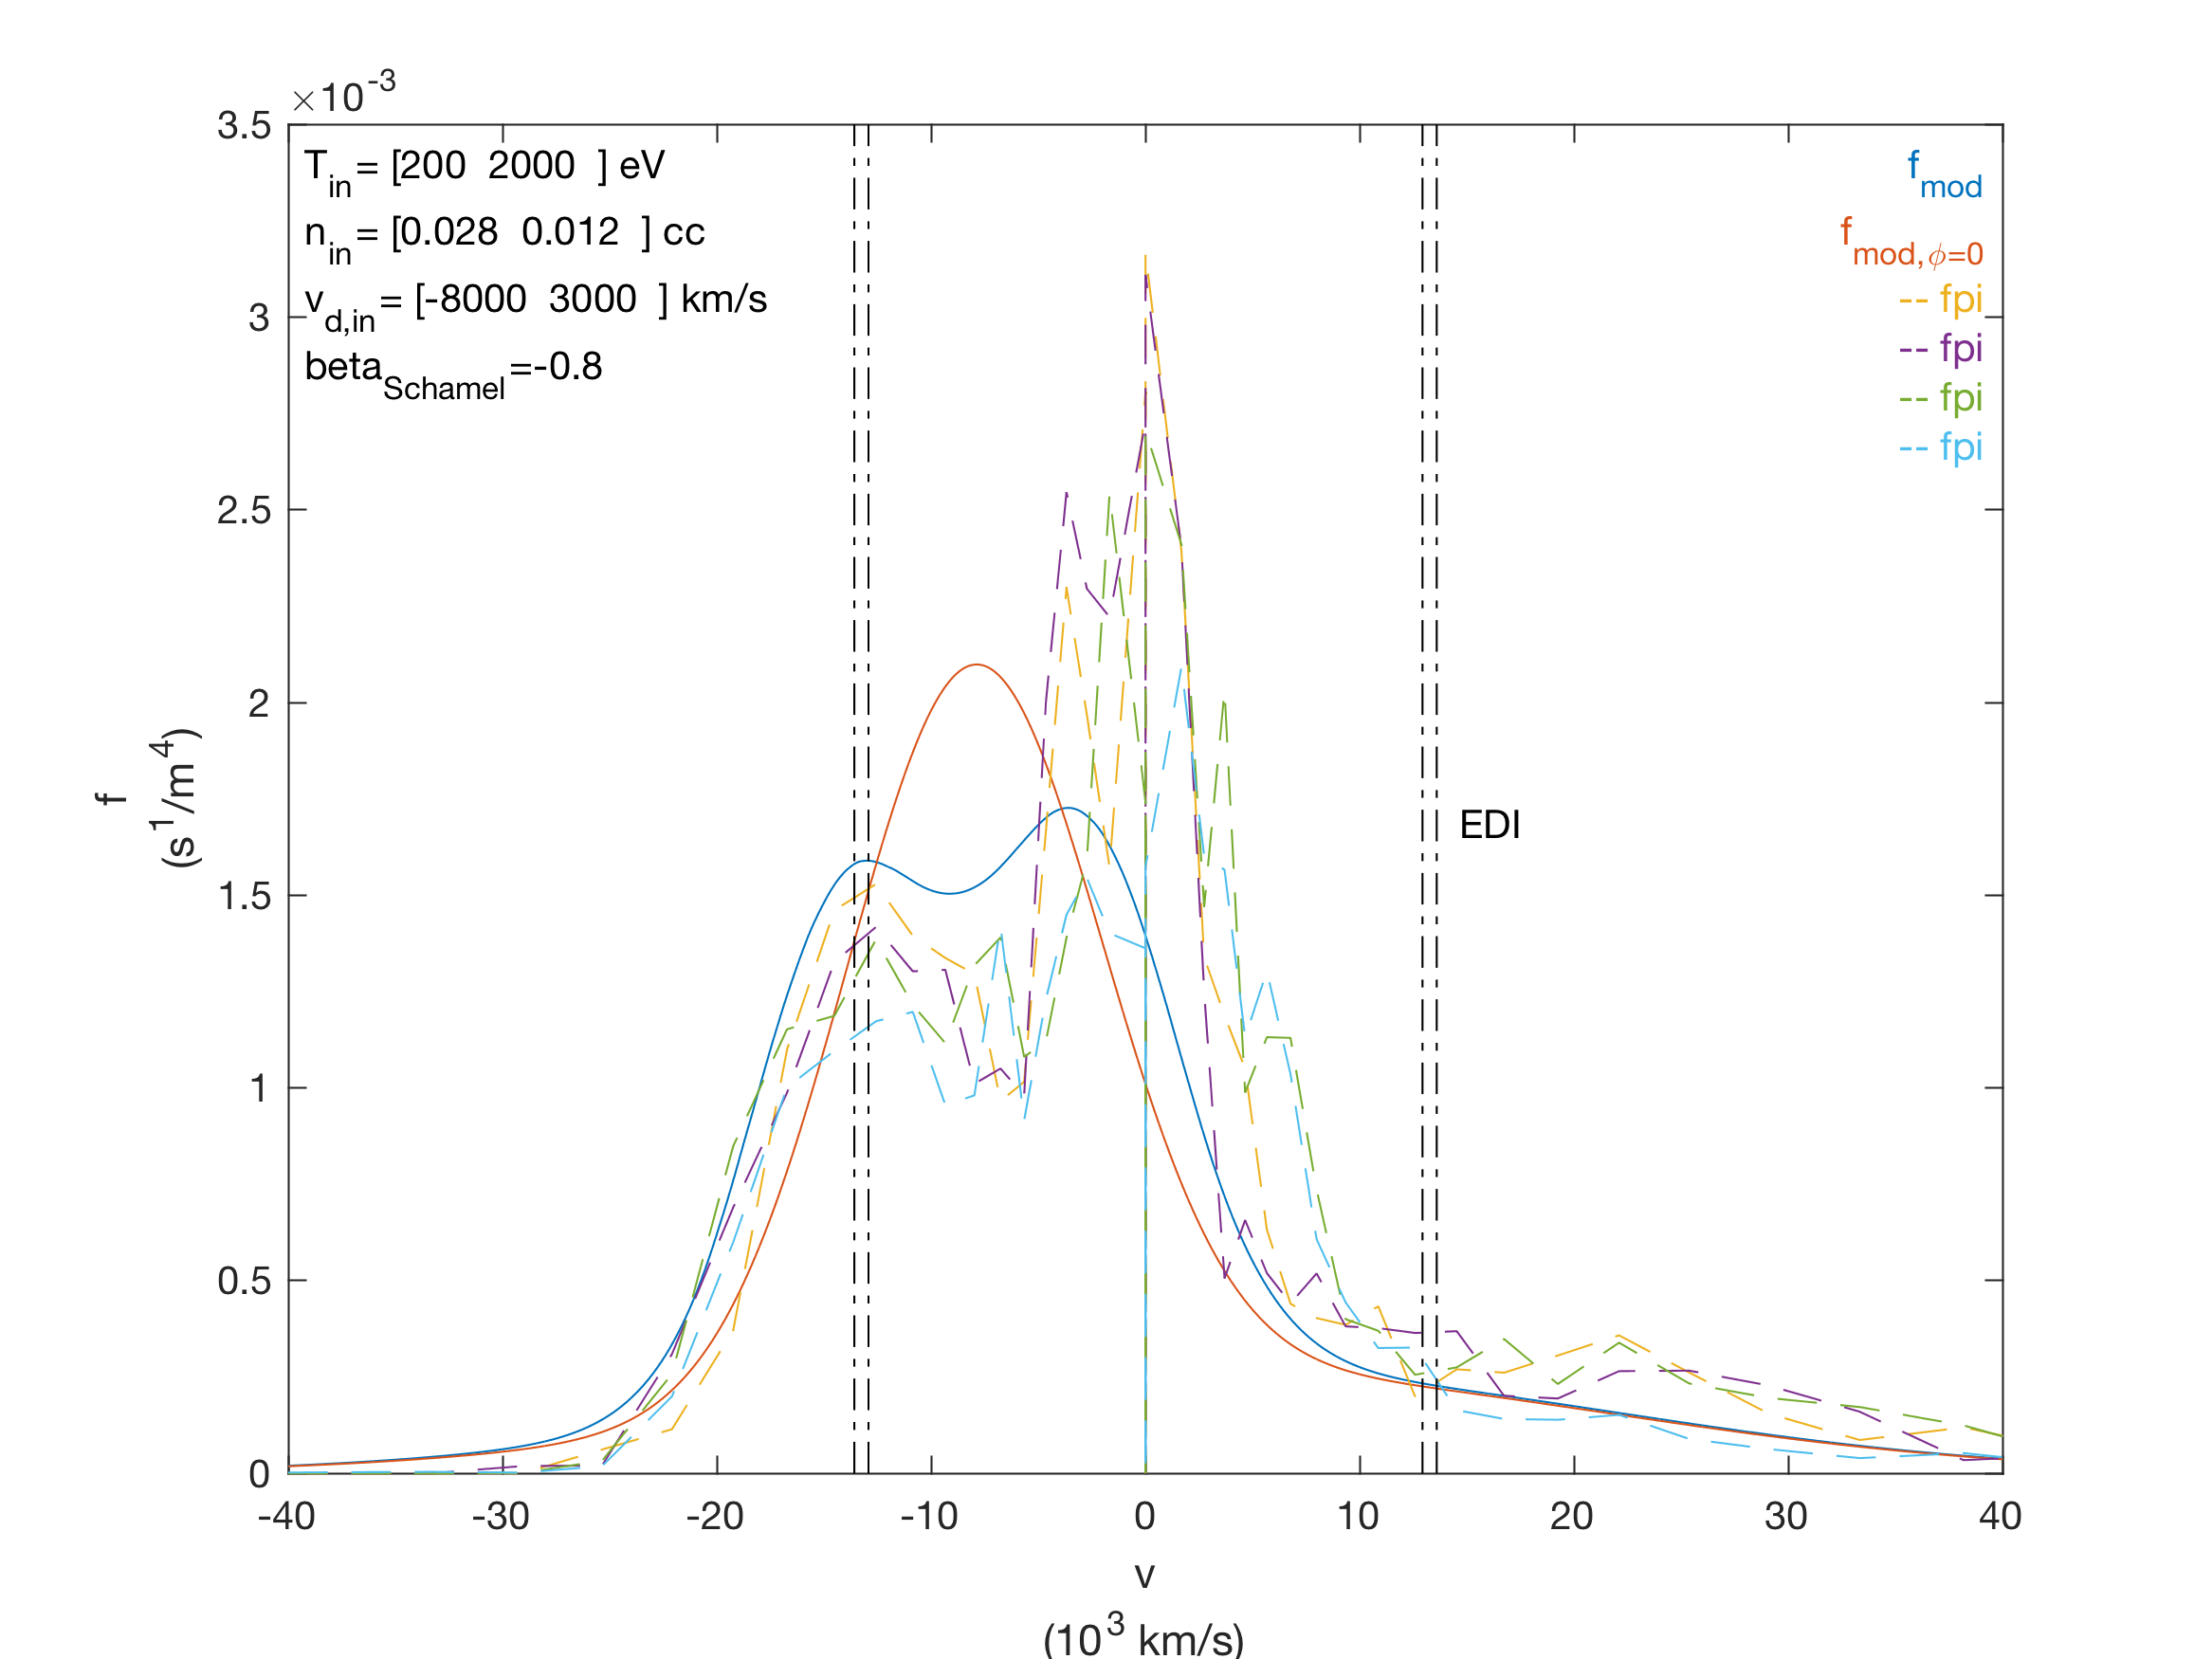 ×10^-3
3.5
3
2.5
2
1.5
1
0.5
0
-40
-30
-20
-10
0
10
20
30
40
f
(s^1/m^4)
v
(10^3 km/s)
T_in= [200 2000 ] eV
n_in= [0.028 0.012 ] cc
v_d,in= [-8000 3000 ] km/s
beta_Schamel=-0.8
f_mod
f_mod,ϕ=0
-- fpi
-- fpi
-- fpi
-- fpi
EDI